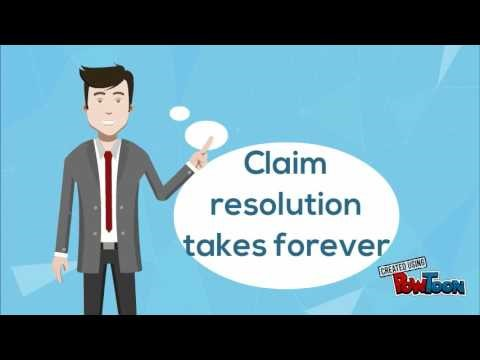 Claim
resolution
takes forever
CREATED USING
POWTOON